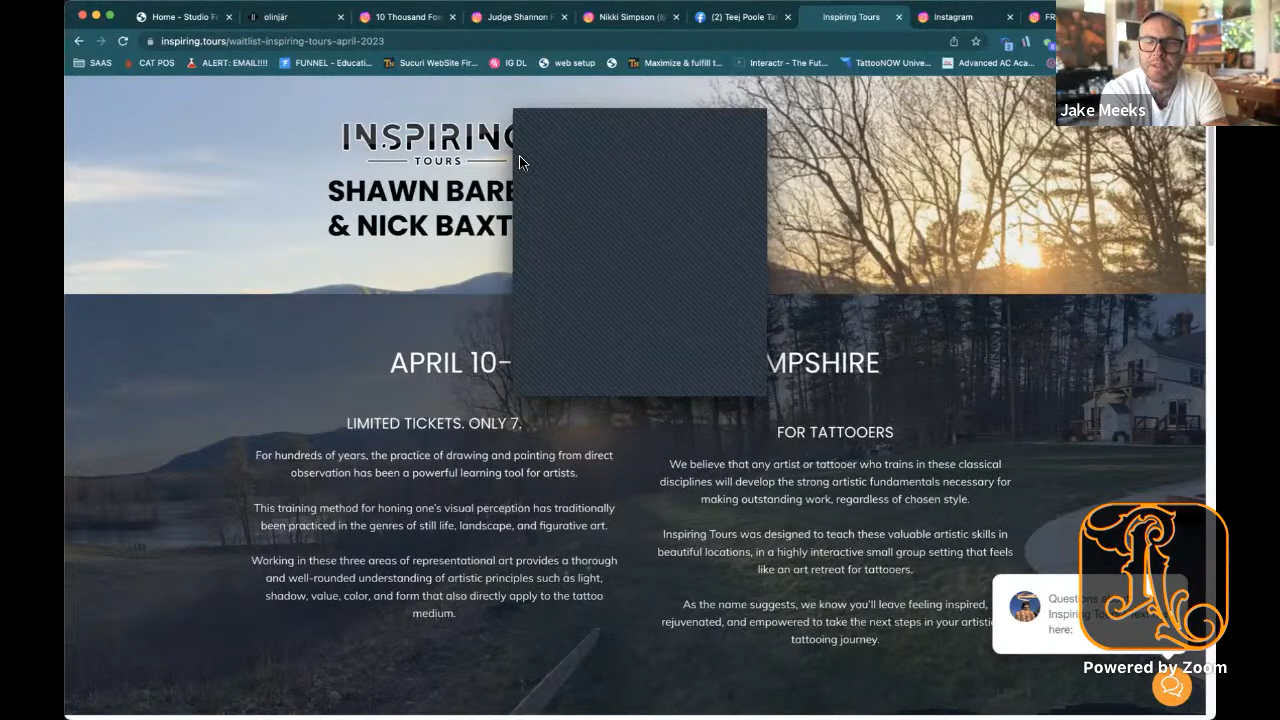 Home - Studio Fr
olinjär
10 Thousand Fox
Judge Shannon F
Nikki Simpson (@
(2) Teej Poole Tat
Inspiring Tours
Instagram
FR
inspiring.tours/waitlist-inspiring-tours-april-2023
SAAS
CAT POS
ALERT: EMAIL!!!!
FUNNEL - Educati...
Sucuri WebSite Fir...
IG DL
web setup
Maximize & fulfill t...
Interactr - The Fut...
TattooNOW Unive...
Advanced AC Aca...
Jake Meeks
INSPIRING
TOURS
SHAWN BARB
& NICK BAXT
APRIL 10-
MPSHIRE
LIMITED TICKETS. ONLY 7.
For hundreds of years, the practice of drawing and painting from direct
observation has been a powerful learning tool for artists.
This training method for honing one's visual perception has traditionally
been practiced in the genres of still life, landscape, and figurative art.
Working in these three areas of representational art provides a thorough
and well-rounded understanding of artistic principles such as light,
shadow, value, color, and form that also directly apply to the tattoo
medium.
FOR TATTOOERS
We believe that any artist or tattooer who trains in these classical
disciplines will develop the strong artistic fundamentals necessary for
making outstanding work, regardless of chosen style.
Inspiring Tours was designed to teach these valuable artistic skills in
beautiful locations, in a highly interactive small group setting that feels
like an art retreat for tattooers.
As the name suggests, we know you'll leave feeling inspired,
rejuvenated, and empowered to take the next steps in your artisti
tattooing journey.
Questions
Inspiring
here:
Powered by Zoom